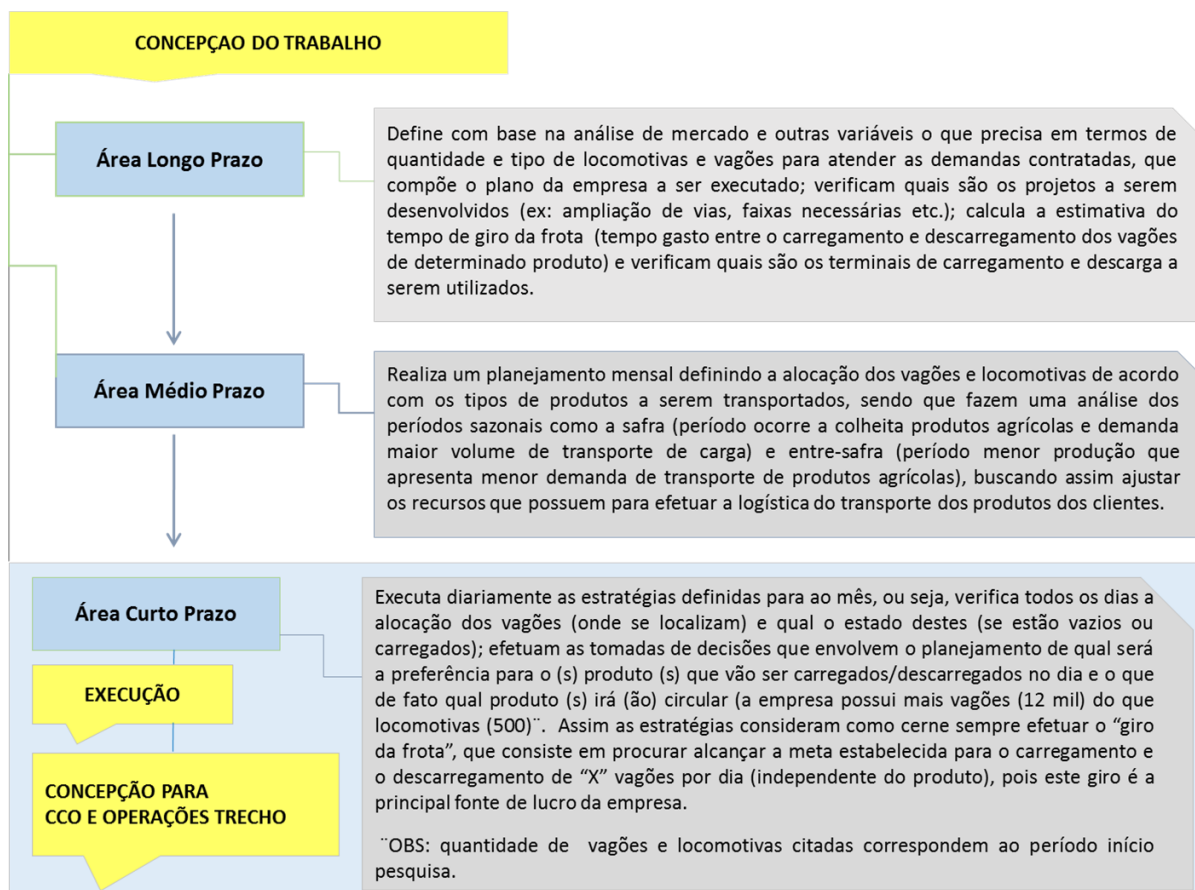 CONCEPÇAO DO TRABALHO
Área Longo Prazo
Define com base na análise de mercado e outras variáveis o que precisa em termos de
quantidade e tipo de locomotivas e vagões para atender as demandas contratadas, que
compõe o plano da empresa a ser executado; verificam quais são os projetos a serem
desenvolvidos (ex: ampliação de vias, faixas necessárias etc.); calcula a estimativa do
tempo de giro da frota (tempo gasto entre o carregamento e descarregamento dos vagões
de determinado produto) e verificam quais são os terminais de carregamento e descarga a
serem utilizados.
Área Médio Prazo
Realiza um planejamento mensal definindo a alocação dos vagões e locomotivas de acordo
com os tipos de produtos a serem transportados, sendo que fazem uma análise dos
períodos sazonais como a safra (período ocorre a colheita produtos agrícolas e demanda
maior volume de transporte de carga) e entre-safra (período menor produção que
apresenta menor demanda de transporte de produtos agrícolas), buscando assim ajustar
os recursos que possuem para efetuar a logística do transporte dos produtos dos clientes.
Área Curto Prazo
EXECUÇÃO
CONCEPÇÃO PARA
CCO E OPERAÇÕES TRECHO
Executa diariamente as estratégias definidas para ao mês, ou seja, verifica todos os dias a
alocação dos vagões (onde se localizam) e qual o estado destes (se estão vazios ou
carregados); efetuam as tomadas de decisões que envolvem o planejamento de qual será
a preferência para o (s) produto (s) que vão ser carregados/descarregados no dia e o que
de fato qual produto (s) irá (ão) circular (a empresa possui mais vagões (12 mil) do que
locomotivas (500)¨. Assim as estratégias consideram como cerne sempre efetuar o “giro
da frota”, que consiste em procurar alcançar a meta estabelecida para o carregamento e
o descarregamento de “X” vagões por dia (independente do produto), pois este giro é a
principal fonte de lucro da empresa.
¨OBS: quantidade de vagões e locomotivas citadas correspondem ao período início
pesquisa.